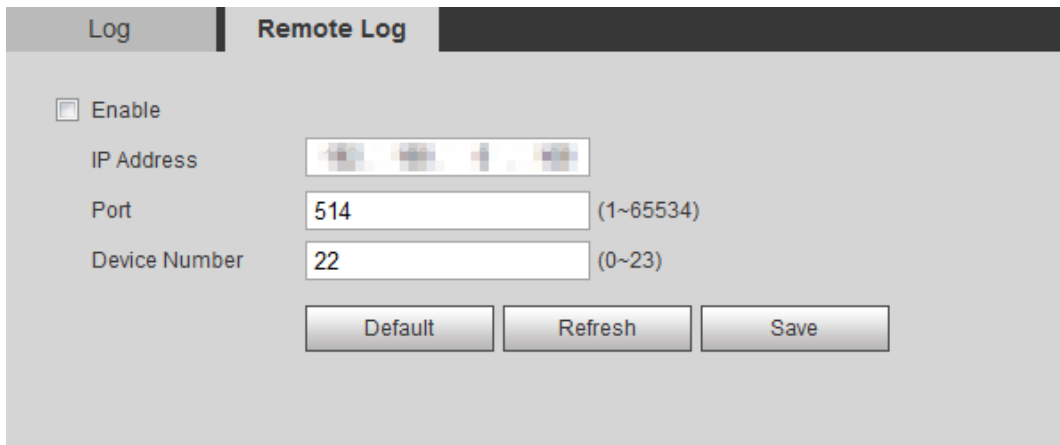 Log Remote Log
Enable
IP Address
Port 514 (1~65534)
Device Number 22 (0~23)
Default Refresh Save